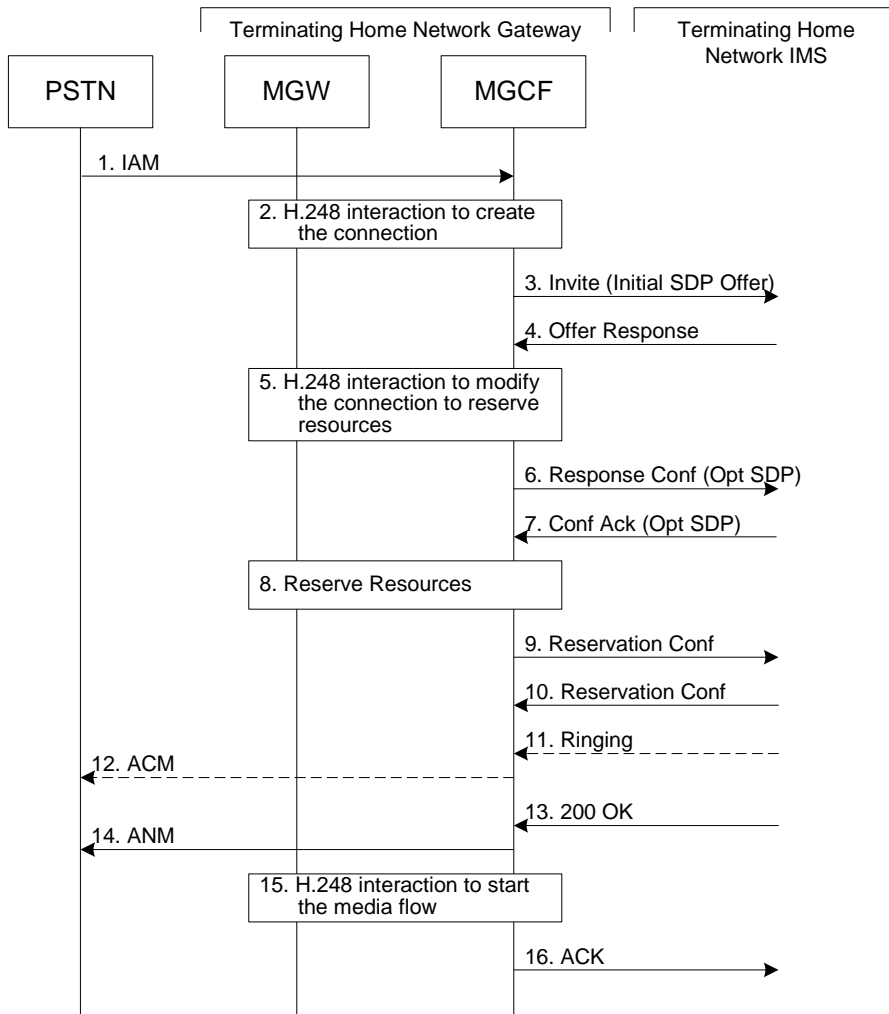 Terminating Home Network Gateway
Terminating Home
Network IMS
PSTN
MGW
MGCF
1. IAM
2. H.248 interaction to create
the connection
3. Invite (Initial SDP Offer)
4. Offer Response
5. H.248 interaction to modify
the connection to reserve
resources
6. Response Conf (Opt SDP)
7. Conf Ack (Opt SDP)
8. Reserve Resources
9. Reservation Conf
10. Reservation Conf
11. Ringing
12. ACM
13. 200 OK
14. ANM
15. H.248 interaction to start
the media flow
16. ACK